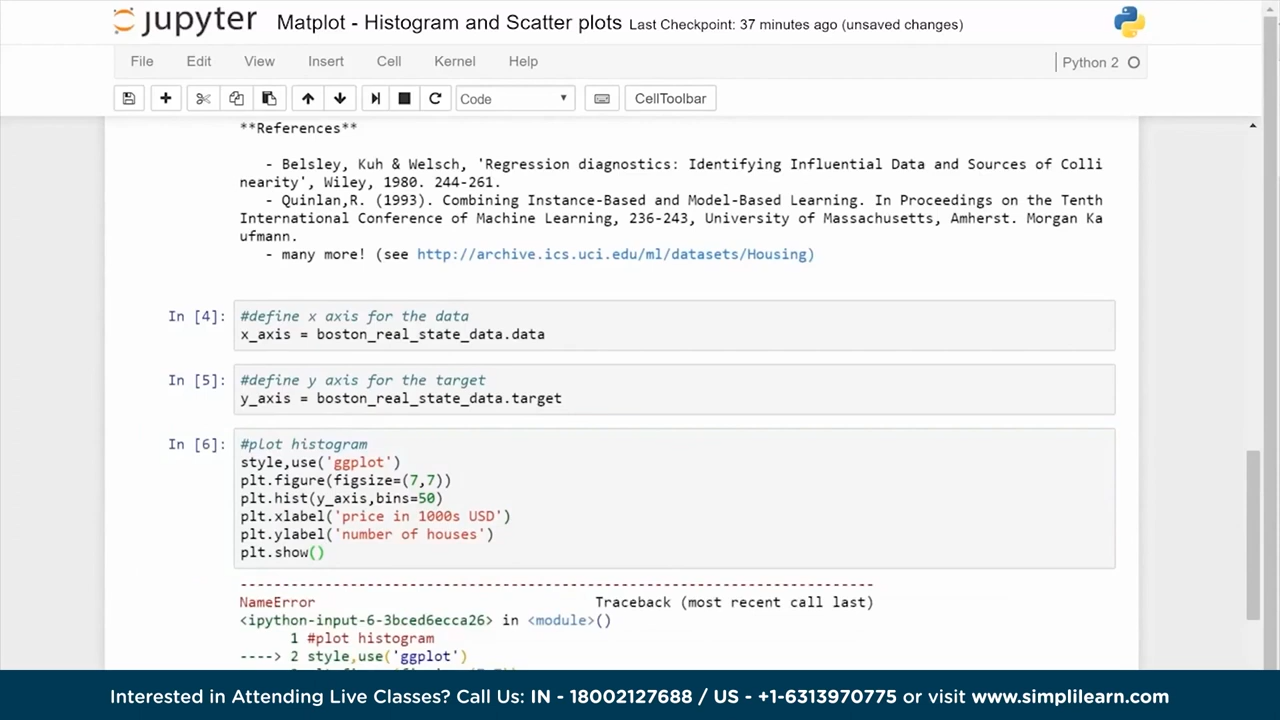 jupyter Matplot - Histogram and Scatter plots Last Checkpoint: 37 minutes ago (unsaved changes)
File Edit View Insert Cell Kernel Help Python 2
Code CellToolbar
**References**
- Belsley, Kuh & Welsch, 'Regression diagnostics: Identifying Influential Data and Sources of Colli
nearity', Wiley, 1980. 244-261.
- Quinlan,R. (1993). Combining Instance-Based and Model-Based Learning. In Proceedings on the Tenth
International Conference of Machine Learning, 236-243, University of Massachusetts, Amherst. Morgan Ka
ufmann.
- many more! (see http://archive.ics.uci.edu/ml/datasets/Housing)
In [4]: #define x axis for the data
x_axis = boston_real_state_data.data
In [5]: #define y axis for the target
y_axis = boston_real_state_data.target
In [6]: #plot histogram
style,use('ggplot')
plt.figure(figsize=(7,7))
plt.hist(y_axis,bins=50)
plt.xlabel('price in 1000s USD')
plt.ylabel('number of houses')
plt.show()
---------------------------------------------------------------------------
NameError Traceback (most recent call last)
<ipython-input-6-3bced6ecca26> in <module>()
1 #plot histogram
----> 2 style,use('ggplot')
Interested in Attending Live Classes? Call Us: IN - 18002127688 / US - +1-6313970775 or visit www.simplilearn.com